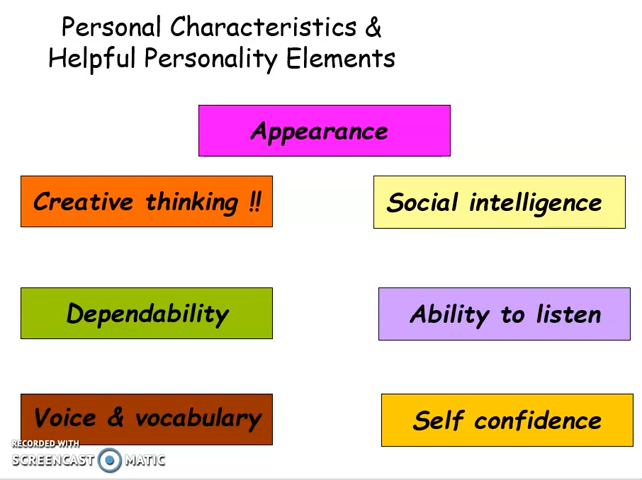 Personal Characteristics &
Helpful Personality Elements
Appearance
Creative thinking !!
Social intelligence
Dependability
Ability to listen
Voice & vocabulary
Self confidence
RECORDED WITH
SCREENCAST MATIC